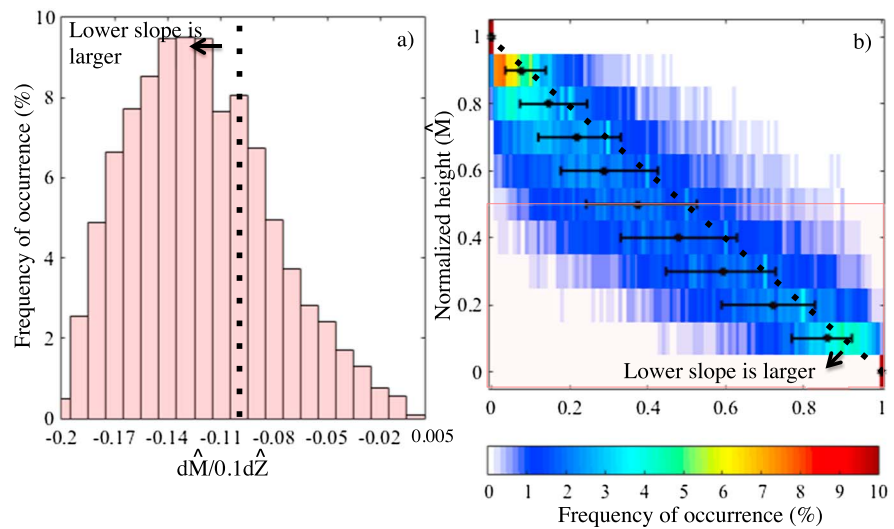 10
8
6
4
2
0
Frequency of occurrence (%)
Lower slope is
larger
a)
-0.2 -0.17 -0.14 -0.11 -0.08 -0.05 -0.02 0.005
dM̂/0.1dẐ
b)
1
0.8
0.6
0.4
0.2
0
Normalized height (M̂)
Lower slope is larger
0 0.2 0.4 0.6 0.8 1
0 1 2 3 4 5 6 7 8 9 10
Frequency of occurrence (%)